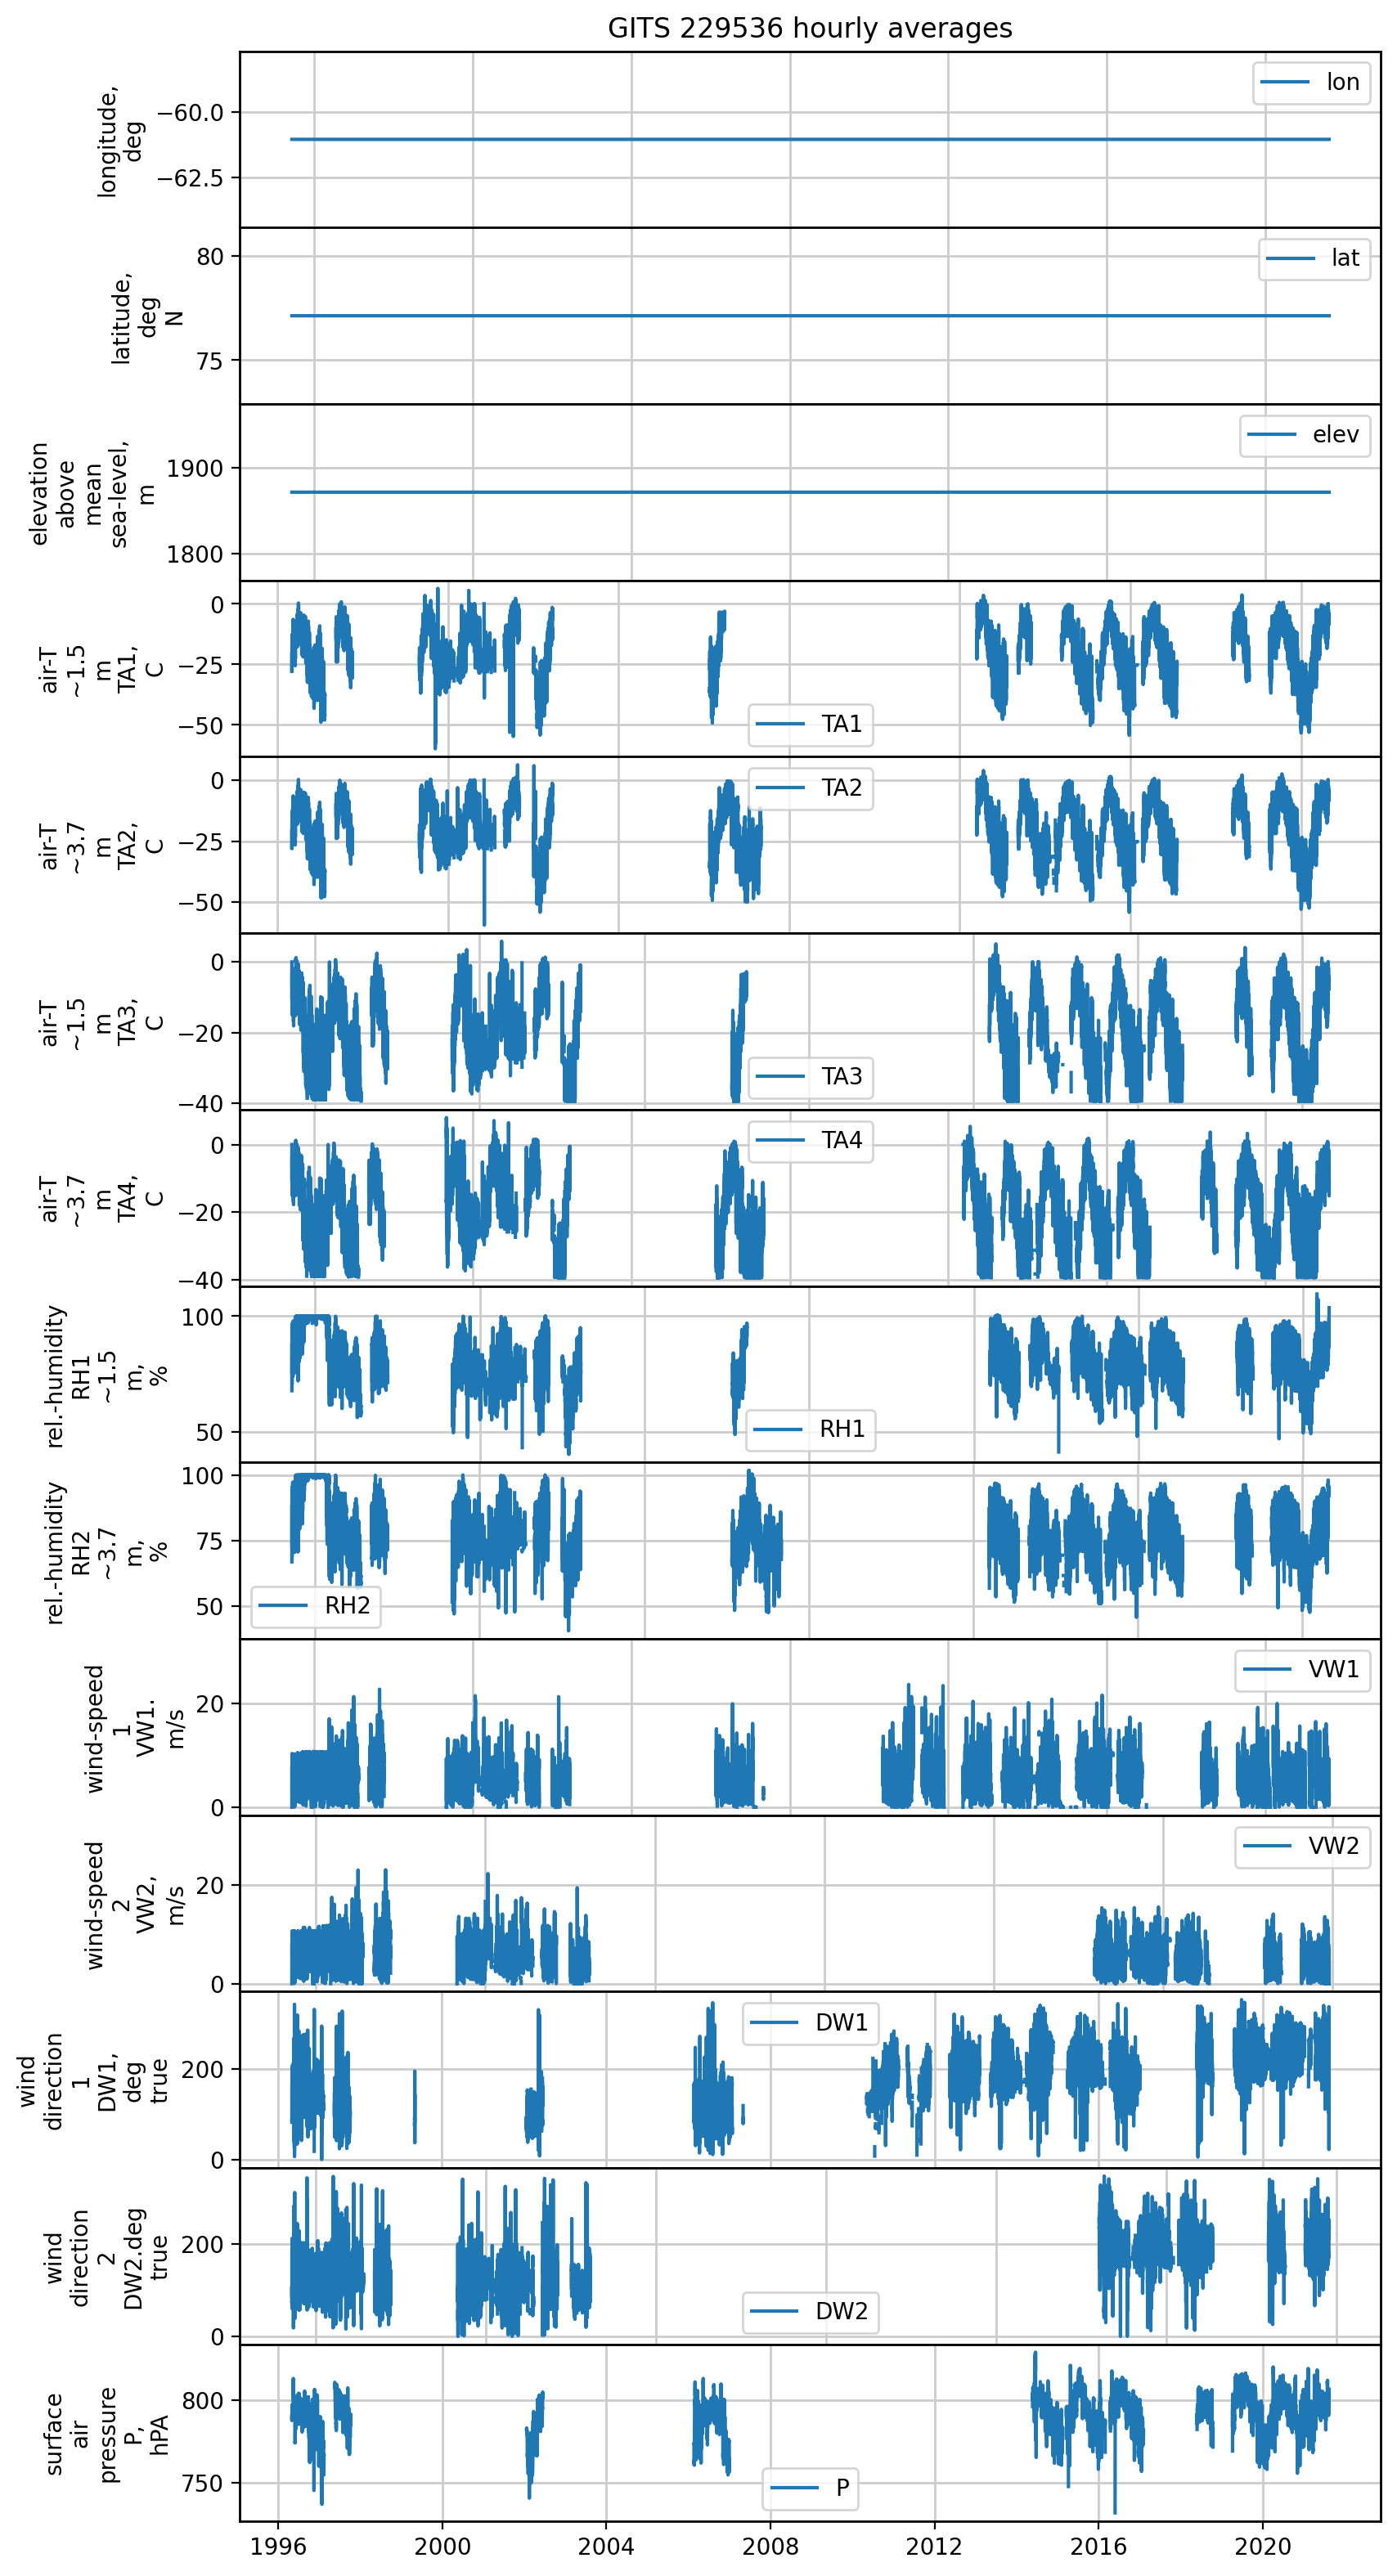 GITS 229536 hourly averages
longitude,
deg
−60.0
−62.5
lon
latitude,
deg
N
80
75
lat
elevation
above
mean
sea-level,
m
1900
1800
elev
air-T
~1.5
m
TA1,
C
0
−25
−50
TA1
air-T
~3.7
m
TA2,
C
0
−25
−50
TA2
air-T
~1.5
m
TA3,
C
0
−20
−40
TA3
air-T
~3.7
m
TA4,
C
0
−20
−40
TA4
rel.-humidity
RH1
~1.5
m,
%
100
50
RH1
rel.-humidity
RH2
~3.7
m,
%
100
75
50
RH2
wind-speed
1
VW1.
m/s
20
0
VW1
wind-speed
2
VW2,
m/s
20
0
VW2
wind
direction
1
DW1,
deg
true
200
0
DW1
wind
direction
2
DW2.deg
true
200
0
DW2
surface
air
pressure
P,
hPA
800
750
P
1996 2000 2004 2008 2012 2016 2020